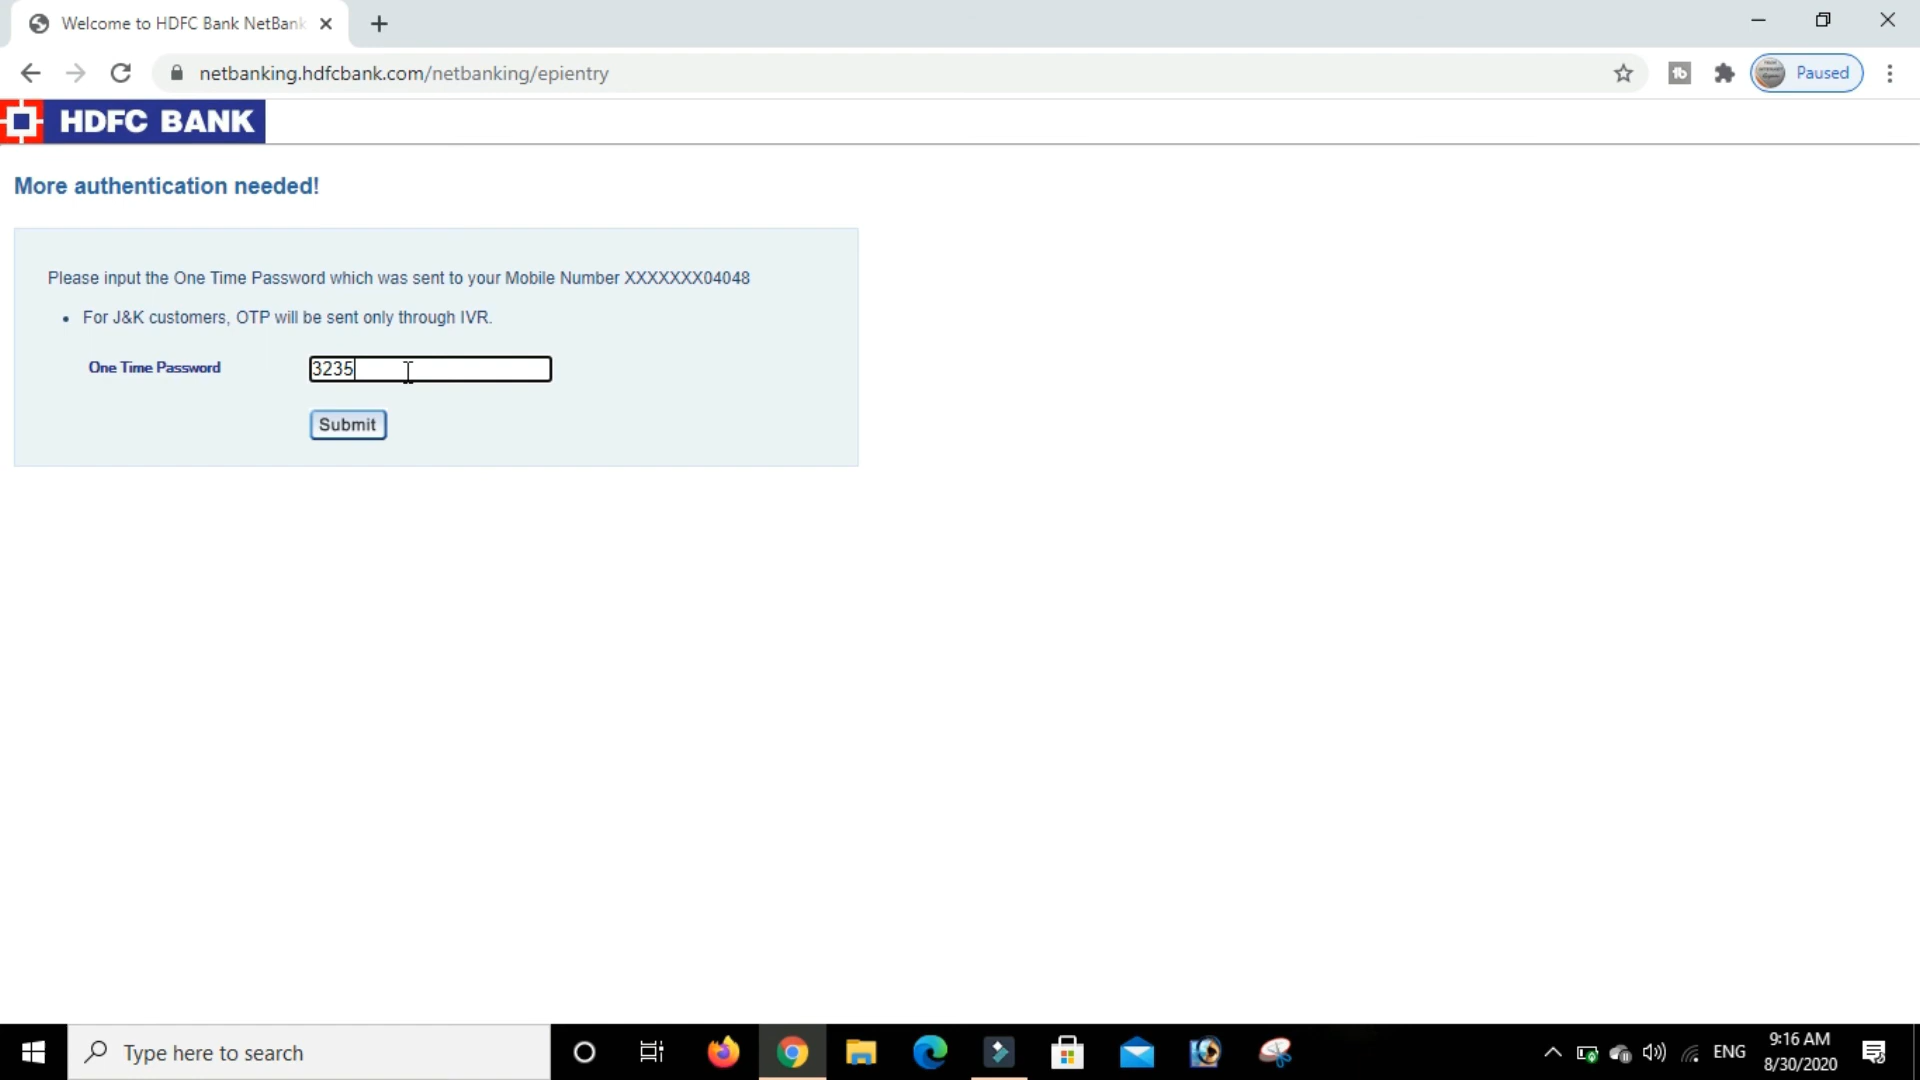 Welcome to HDFC Bank NetBank
netbanking.hdfcbank.com/netbanking/epientry
Paused
HDFC BANK
More authentication needed!
Please input the One Time Password which was sent to your Mobile Number XXXXXXX04048
• For J&K customers, OTP will be sent only through IVR.
One Time Password
3235
Submit
Type here to search
ENG
9:16 AM
8/30/2020